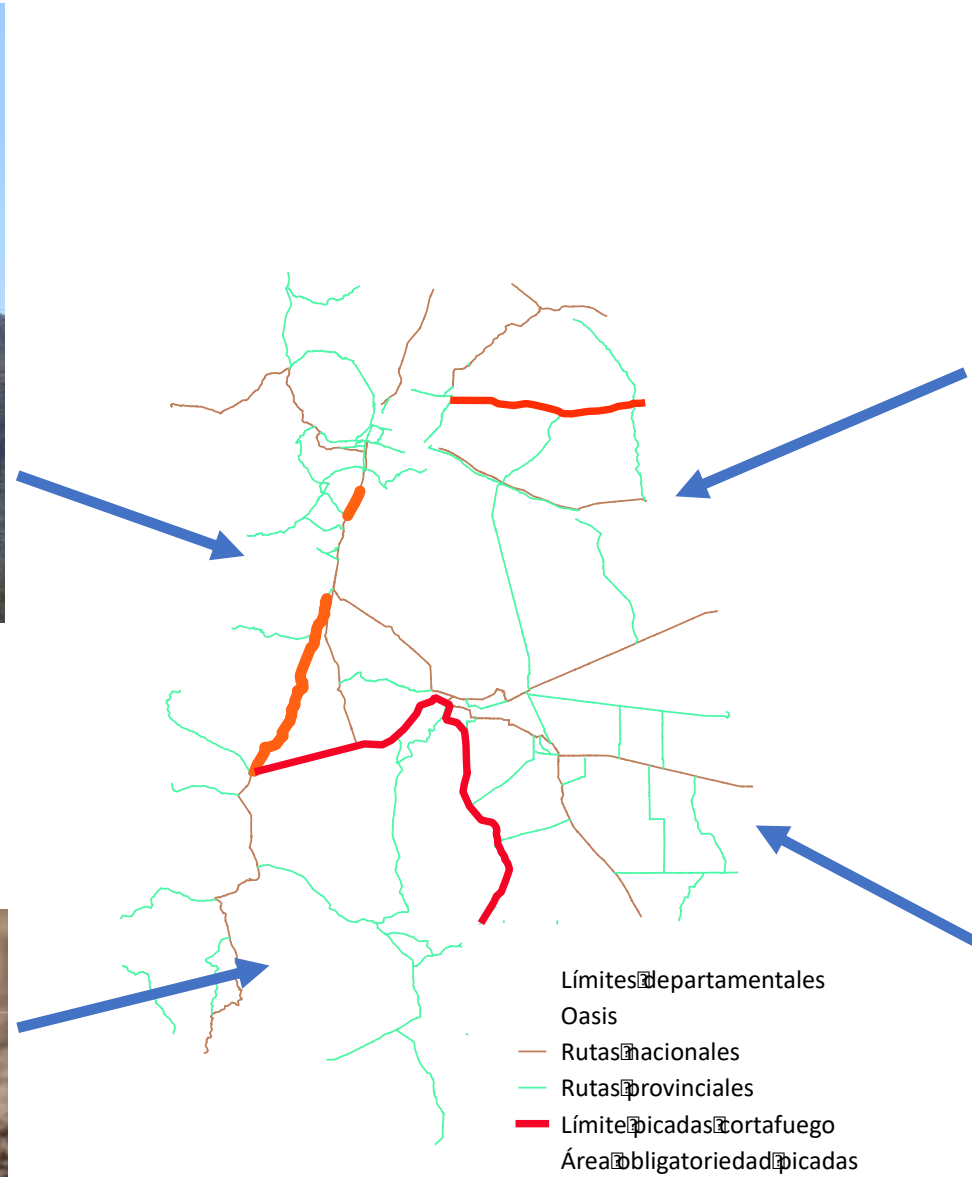 Límites departamentales
Oasis
Rutas nacionales
Rutas provinciales
Límite picadas cortafuego
Área obligatoriedad picadas